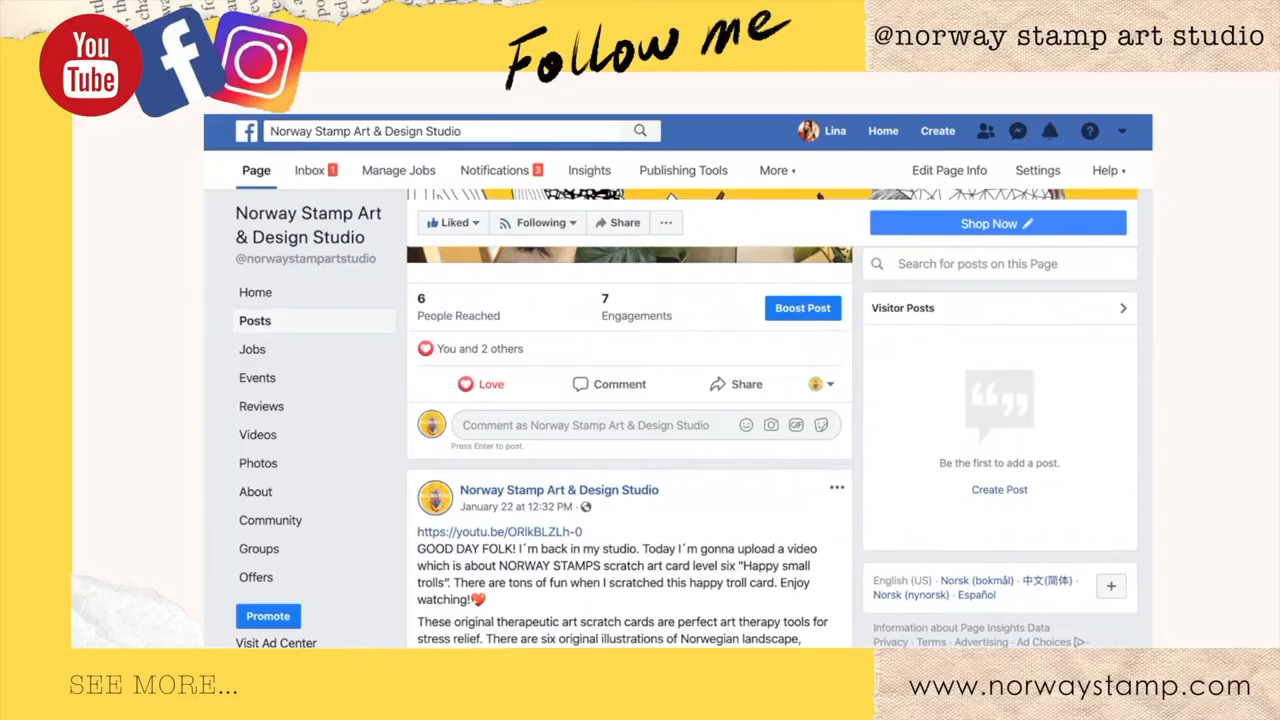 You
Tube
Follow me
@norway stamp art studio
Norway Stamp Art & Design Studio
Lina
Home
Create
Page
Inbox 1
Manage Jobs
Notifications 3
Insights
Publishing Tools
More
Edit Page Info
Settings
Help
Norway Stamp Art
& Design Studio
@norwaystampartstudio
Home
Posts
Jobs
Events
Reviews
Videos
Photos
About
Community
Groups
Offers
Promote
Visit Ad Center
Liked
Following
Share
Shop Now
6
People Reached
7
Engagements
Boost Post
You and 2 others
Love
Comment
Share
Comment as Norway Stamp Art & Design Studio
GIF
Press Enter to post.
Norway Stamp Art & Design Studio
January 22 at 12:32 PM ·
https://youtu.be/ORlkBLZLh-0
GOOD DAY FOLK! I´m back in my studio. Today I´m gonna upload a video
which is about NORWAY STAMPS scratch art card level six "Happy small
trolls". There are tons of fun when I scratched this happy troll card. Enjoy
watching!
These original therapeutic art scratch cards are perfect art therapy tools for
stress relief. There are six original illustrations of Norwegian landscape,
Search for posts on this Page
Visitor Posts
Be the first to add a post.
Create Post
English (US) · Norsk (bokmål) · 中文(简体) ·
Norsk (nynorsk) · Español
Information about Page Insights Data
Privacy · Terms · Advertising · Ad Choices ·
SEE MORE...
www.norwaystamp.com